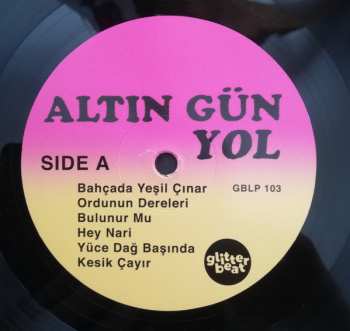 ALTIN GÜN
YOL
SIDE A
Bahçada Yeşil Çınar
Ordunun Dereleri
Bulunur Mu
Hey Nari
Yüce Dağ Başında
Kesik Çayır
GBLP 103
glitter
beat